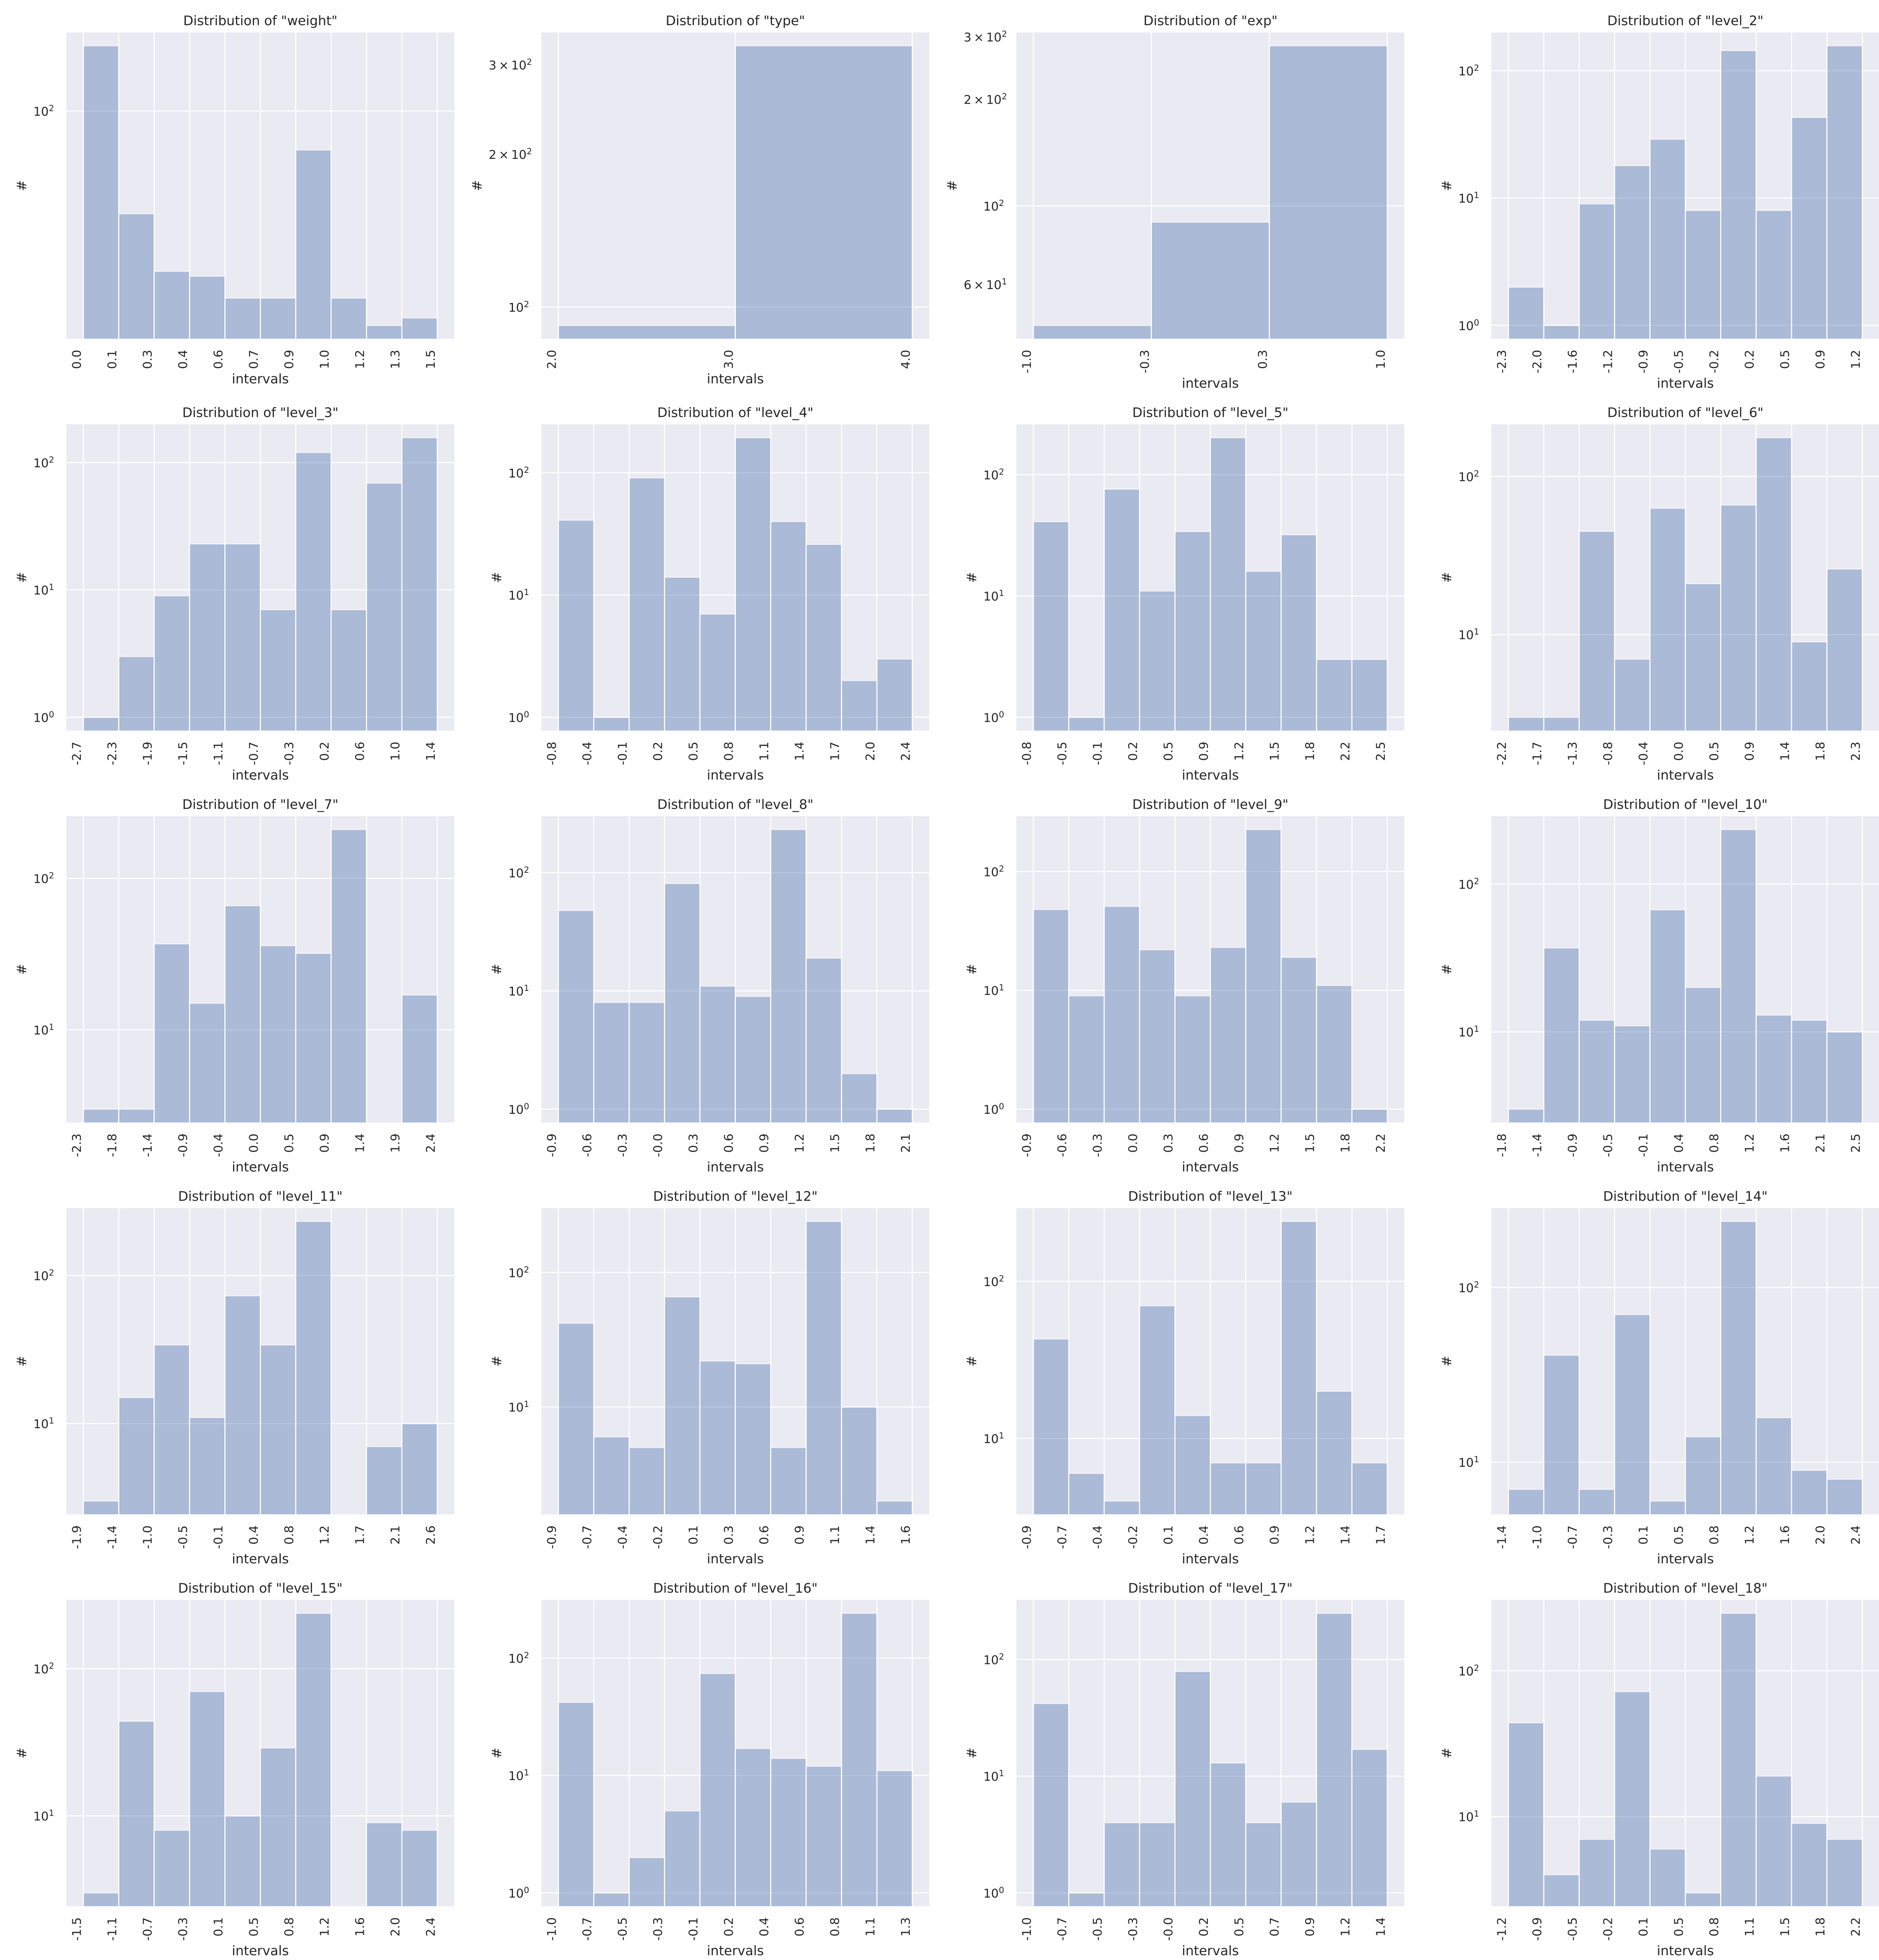 Distribution of "weight"
#
10²
0.0 0.1 0.3 0.4 0.6 0.7 0.9 1.0 1.2 1.3 1.5
intervals
Distribution of "type"
#
3 × 10²
2 × 10²
10²
2.0 3.0 4.0
intervals
Distribution of "exp"
#
3 × 10²
2 × 10²
10²
6 × 10¹
-1.0 -0.3 0.3 1.0
intervals
Distribution of "level_2"
#
10²
10¹
10⁰
-2.3 -2.0 -1.6 -1.2 -0.9 -0.5 -0.2 0.2 0.5 0.9 1.2
intervals
Distribution of "level_3"
#
10²
10¹
10⁰
-2.7 -2.3 -1.9 -1.5 -1.1 -0.7 -0.3 0.2 0.6 1.0 1.4
intervals
Distribution of "level_4"
#
10²
10¹
10⁰
-0.8 -0.4 -0.1 0.2 0.5 0.8 1.1 1.4 1.7 2.0 2.4
intervals
Distribution of "level_5"
#
10²
10¹
10⁰
-0.8 -0.5 -0.1 0.2 0.5 0.9 1.2 1.5 1.8 2.2 2.5
intervals
Distribution of "level_6"
#
10²
10¹
-2.2 -1.7 -1.3 -0.8 -0.4 0.0 0.5 0.9 1.4 1.8 2.3
intervals
Distribution of "level_7"
#
10²
10¹
-2.3 -1.8 -1.4 -0.9 -0.4 0.0 0.5 0.9 1.4 1.9 2.4
intervals
Distribution of "level_8"
#
10²
10¹
10⁰
-0.9 -0.6 -0.3 -0.0 0.3 0.6 0.9 1.2 1.5 1.8 2.1
intervals
Distribution of "level_9"
#
10²
10¹
10⁰
-0.9 -0.6 -0.3 0.0 0.3 0.6 0.9 1.2 1.5 1.8 2.2
intervals
Distribution of "level_10"
#
10²
10¹
-1.8 -1.4 -0.9 -0.5 -0.1 0.4 0.8 1.2 1.6 2.1 2.5
intervals
Distribution of "level_11"
#
10²
10¹
-1.9 -1.4 -1.0 -0.5 -0.1 0.4 0.8 1.2 1.7 2.1 2.6
intervals
Distribution of "level_12"
#
10²
10¹
-0.9 -0.7 -0.4 -0.2 0.1 0.3 0.6 0.9 1.1 1.4 1.6
intervals
Distribution of "level_13"
#
10²
10¹
-0.9 -0.7 -0.4 -0.2 0.1 0.4 0.6 0.9 1.2 1.4 1.7
intervals
Distribution of "level_14"
#
10²
10¹
-1.4 -1.0 -0.7 -0.3 0.1 0.5 0.8 1.2 1.6 2.0 2.4
intervals
Distribution of "level_15"
#
10²
10¹
-1.5 -1.1 -0.7 -0.3 0.1 0.5 0.8 1.2 1.6 2.0 2.4
intervals
Distribution of "level_16"
#
10²
10¹
10⁰
-1.0 -0.7 -0.5 -0.3 -0.1 0.2 0.4 0.6 0.8 1.1 1.3
intervals
Distribution of "level_17"
#
10²
10¹
10⁰
-1.0 -0.7 -0.5 -0.3 -0.0 0.2 0.5 0.7 0.9 1.2 1.4
intervals
Distribution of "level_18"
#
10²
10¹
-1.2 -0.9 -0.5 -0.2 0.1 0.5 0.8 1.1 1.5 1.8 2.2
intervals